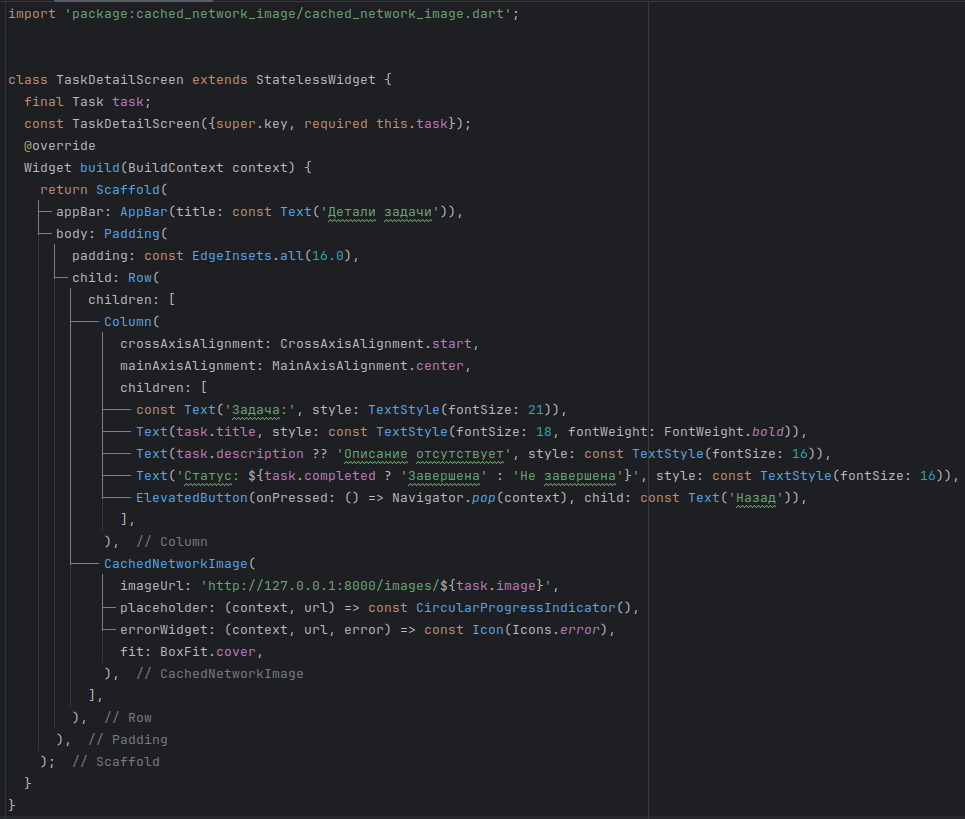 import 'package:cached_network_image/cached_network_image.dart';
class TaskDetailScreen extends StatelessWidget {
  final Task task;
  const TaskDetailScreen({super.key, required this.task});
  @override
  Widget build(BuildContext context) {
    return Scaffold(
      appBar: AppBar(title: const Text('Детали задачи')),
      body: Padding(
        padding: const EdgeInsets.all(16.0),
        child: Row(
          children: [
            Column(
              crossAxisAlignment: CrossAxisAlignment.start,
              mainAxisAlignment: MainAxisAlignment.center,
              children: [
                const Text('Задача:', style: TextStyle(fontSize: 21)),
                Text(task.title, style: const TextStyle(fontSize: 18, fontWeight: FontWeight.bold)),
                Text(task.description ?? 'Описание отсутствует', style: const TextStyle(fontSize: 16)),
                Text('Статус: ${task.completed ? 'Завершена' : 'Не завершена'}', style: const TextStyle(fontSize: 16)),
                ElevatedButton(onPressed: () => Navigator.pop(context), child: const Text('Назад')),
              ],
            ),  // Column
            CachedNetworkImage(
              imageUrl: 'http://127.0.0.1:8000/images/${task.image}',
              placeholder: (context, url) => const CircularProgressIndicator(),
              errorWidget: (context, url, error) => const Icon(Icons.error),
              fit: BoxFit.cover,
            ),  // CachedNetworkImage
          ],
        ),  // Row
      ),  // Padding
    );  // Scaffold
  }
}